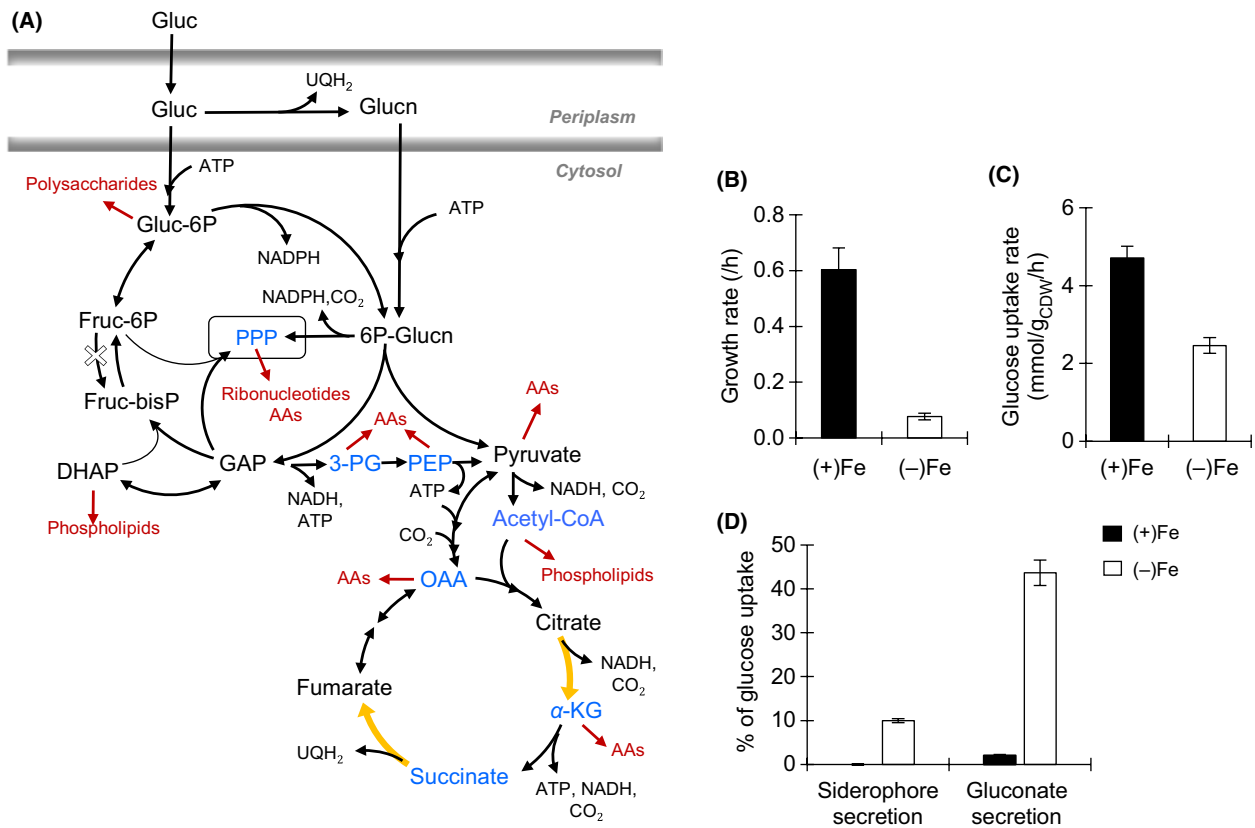 (A)
Gluc
UQH₂
Gluc
Glucn
Periplasm
Cytosol
ATP
Polysaccharides
Gluc-6P
ATP
NADPH
NADPH,CO₂
Fruc-6P
PPP
6P-Glucn
Ribonucleotides
AAs
Fruc-bisP
AAs
AAs
DHAP
GAP
3-PG
PEP
Pyruvate
NADH,
ATP
ATP
NADH, CO₂
Phospholipids
CO₂
Acetyl-CoA
Phospholipids
AAs
OAA
Citrate
NADH,
CO₂
Fumarate
α-KG
AAs
UQH₂
Succinate
ATP, NADH,
CO₂
(B)
Growth rate (/h)
0.8
0.6
0.4
0.2
0.0
(+)Fe
(−)Fe
(C)
Glucose uptake rate
(mmol/gCDW/h)
6
4
2
0
(+)Fe
(−)Fe
(D)
(+)Fe
(−)Fe
% of glucose uptake
50
40
30
20
10
0
Siderophore
secretion
Gluconate
secretion